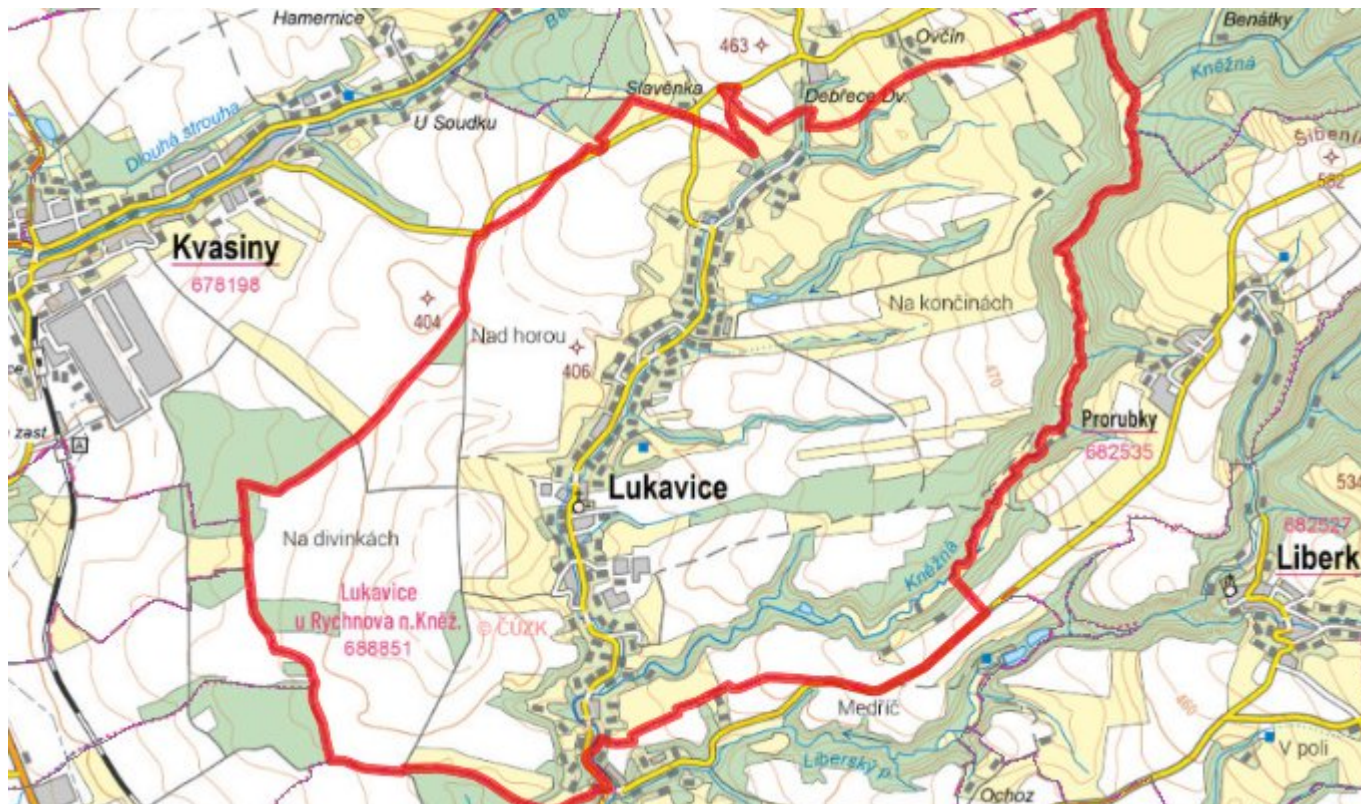 Hamernice
463
Ovčín
Benátky
Kněžná
Slavěnka
Debřece Dv.
U Soudku
Dlouhá strouha
582
Kvasiny
678198
Na končinách
404
Nad horou
406
470
Prorubky
682535
zast
Lukavice
534
Na divinkách
682527
Kněžná
Liberk
Lukavice
u Rychnova n.Kněž.
© ČÚZK
688851
Medříč
460
V poli
Liberský p.
Ochoz